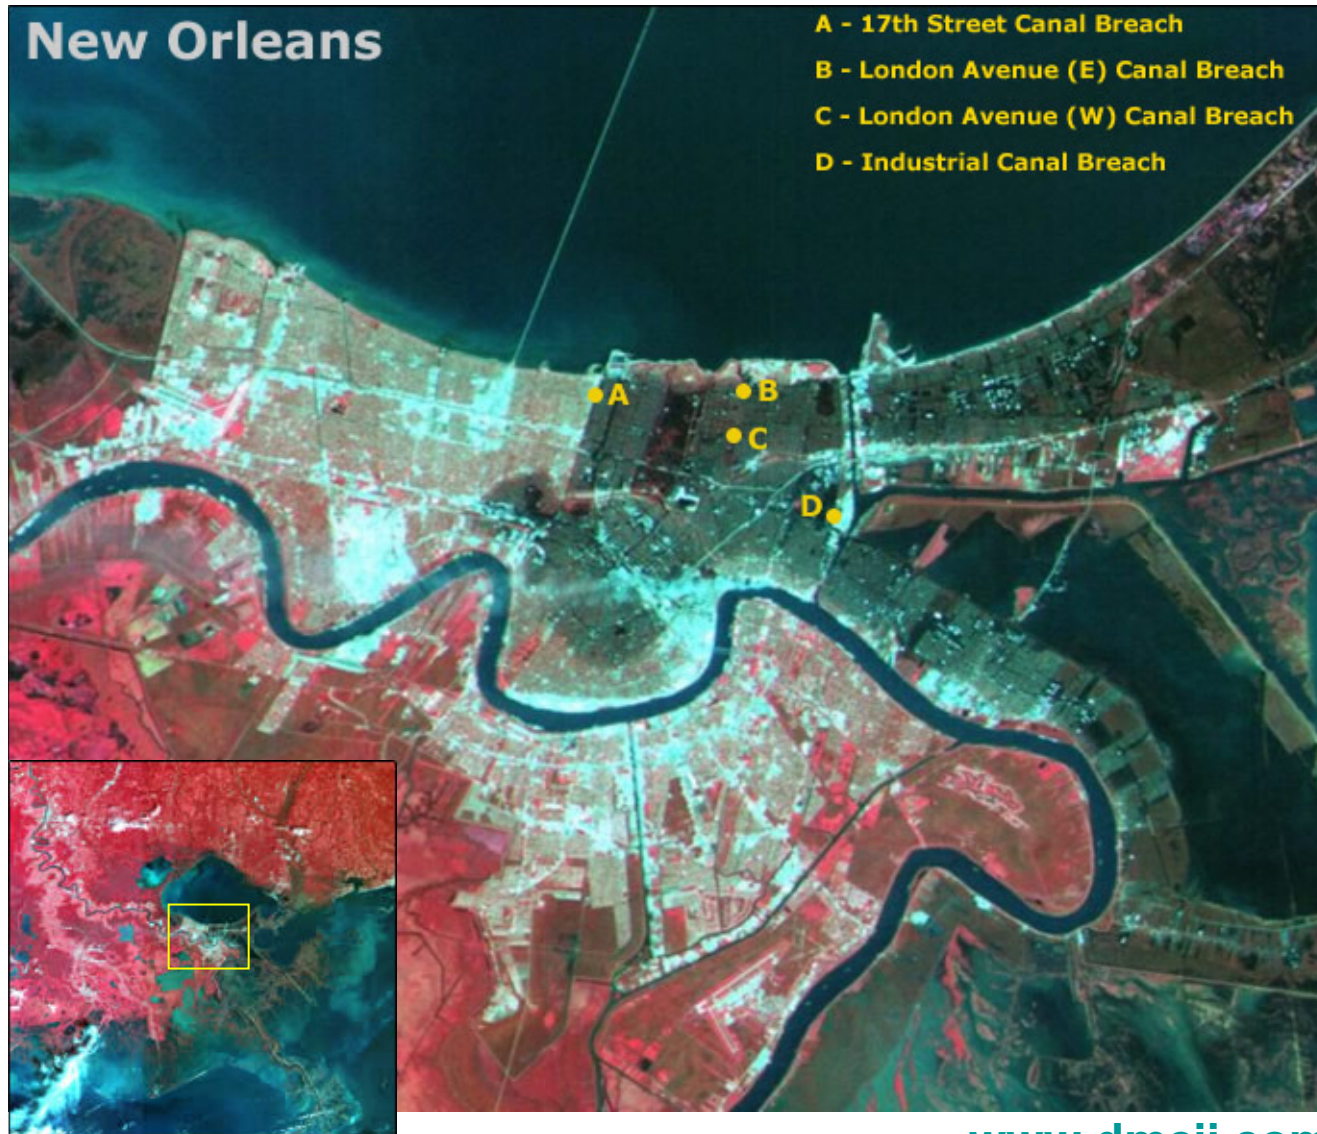 New Orleans
A - 17th Street Canal Breach
B - London Avenue (E) Canal Breach
C - London Avenue (W) Canal Breach
D - Industrial Canal Breach
A
B
C
D